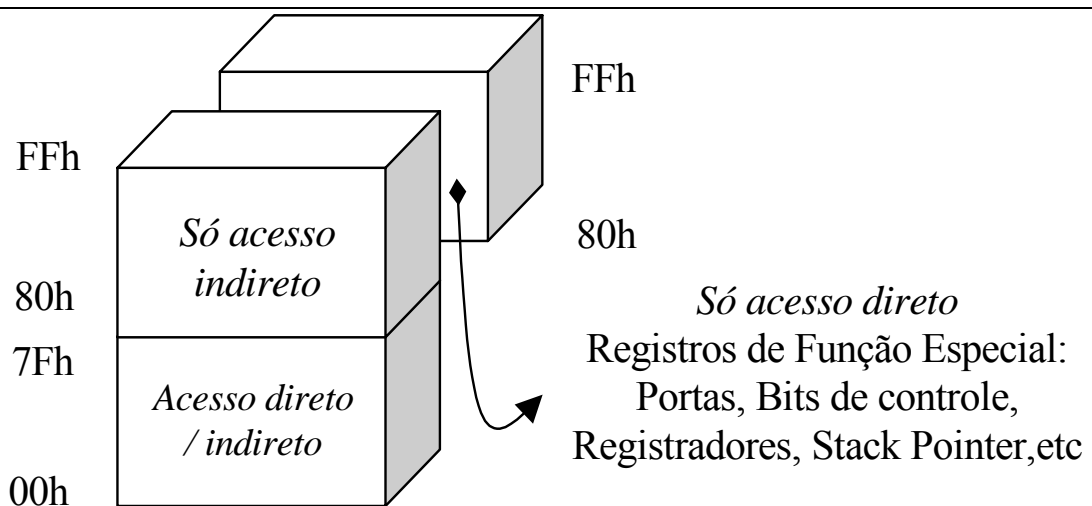 FFh
FFh
Só acesso
indireto
80h
80h
7Fh
Só acesso direto
Registros de Função Especial:
Portas, Bits de controle,
Registradores, Stack Pointer,etc
Acesso direto
/ indireto
00h